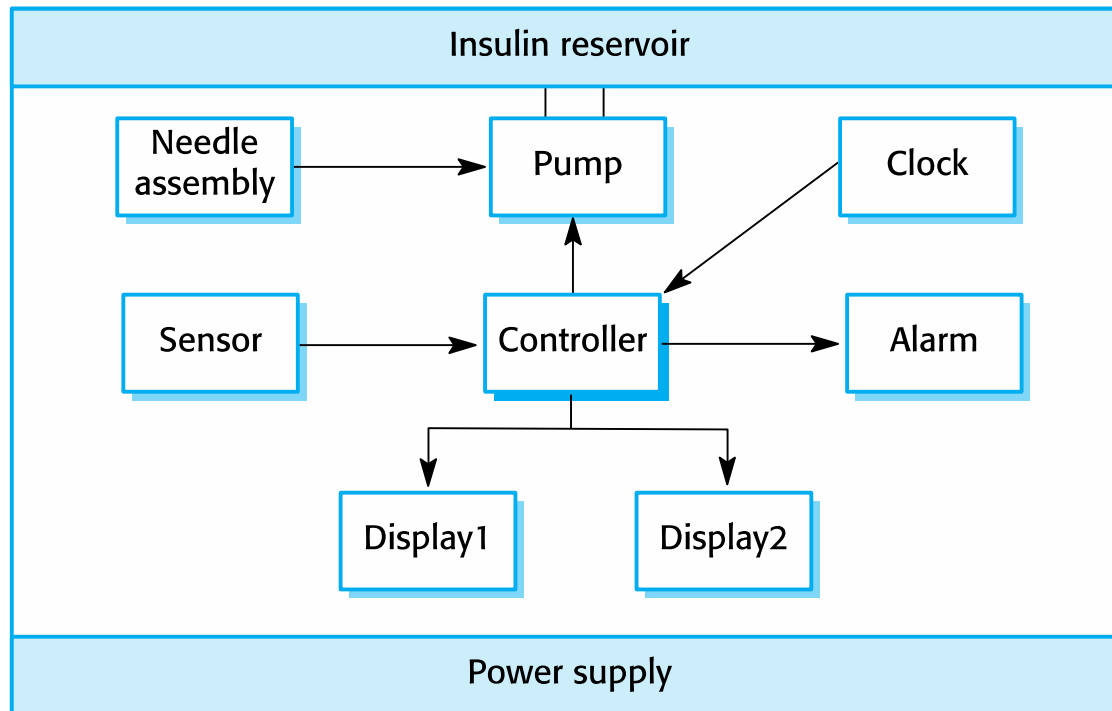 Insulin reservoir
Needle
assembly
Pump
Clock
Sensor
Controller
Alarm
Display1
Display2
Power supply